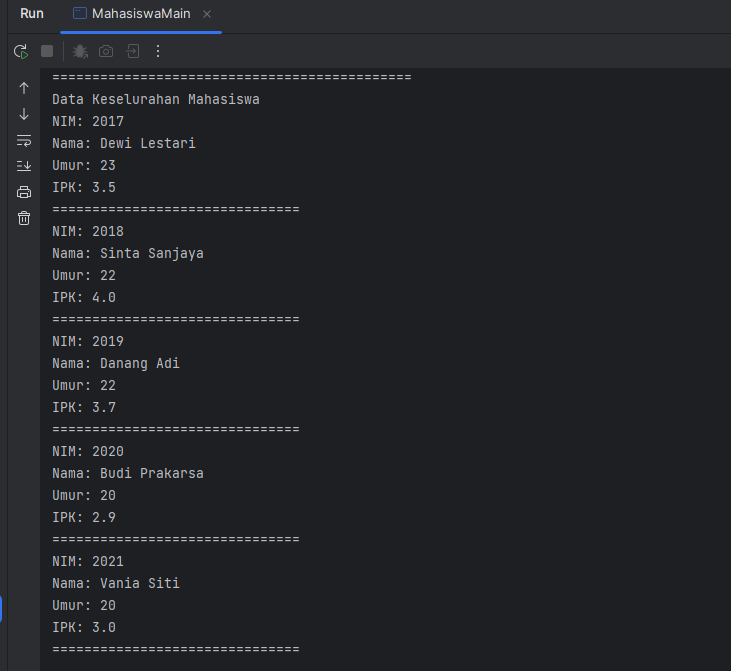 Run MahasiswaMain
=============================================
Data Keselurahan Mahasiswa
NIM: 2017
Nama: Dewi Lestari
Umur: 23
IPK: 3.5
===============================
NIM: 2018
Nama: Sinta Sanjaya
Umur: 22
IPK: 4.0
===============================
NIM: 2019
Nama: Danang Adi
Umur: 22
IPK: 3.7
===============================
NIM: 2020
Nama: Budi Prakarsa
Umur: 20
IPK: 2.9
===============================
NIM: 2021
Nama: Vania Siti
Umur: 20
IPK: 3.0
===============================